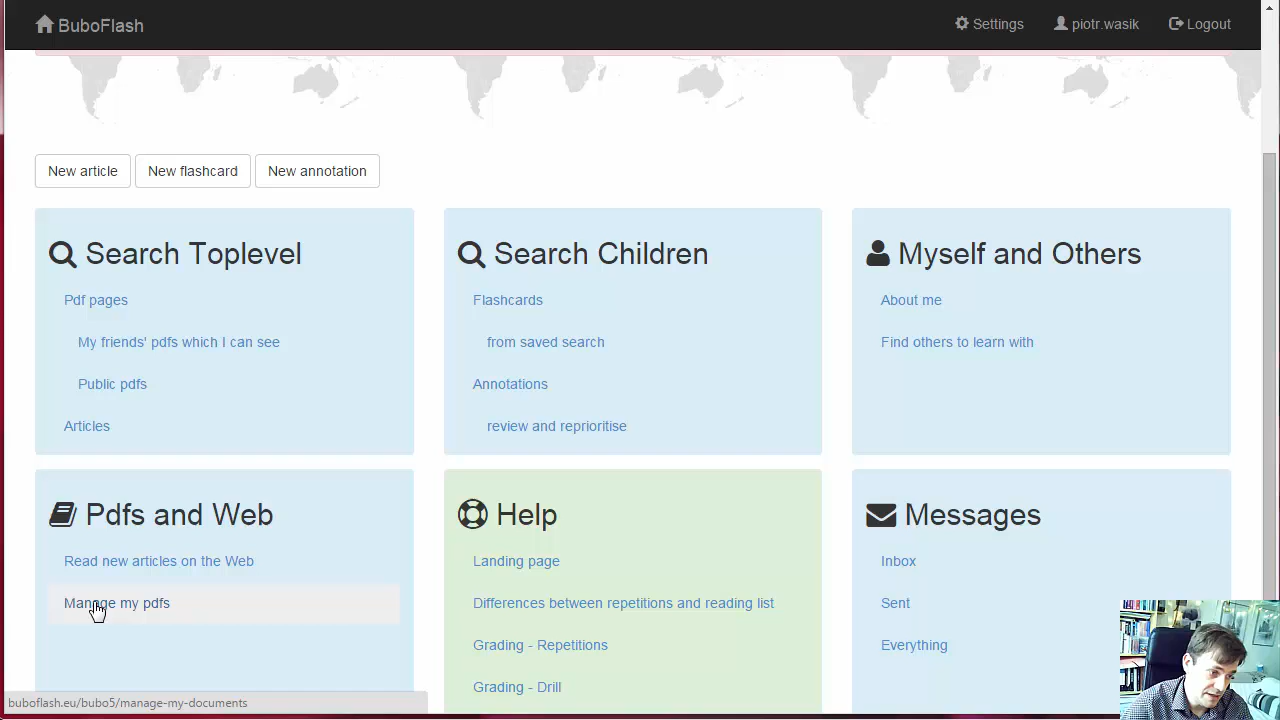 BuboFlash
Settings
piotr.wasik
Logout
New article
New flashcard
New annotation
Search Toplevel
Pdf pages
My friends' pdfs which I can see
Public pdfs
Articles
Search Children
Flashcards
from saved search
Annotations
review and reprioritise
Myself and Others
About me
Find others to learn with
Pdfs and Web
Read new articles on the Web
Manage my pdfs
Help
Landing page
Differences between repetitions and reading list
Grading - Repetitions
Grading - Drill
Messages
Inbox
Sent
Everything
buboflash.eu/bubo5/manage-my-documents